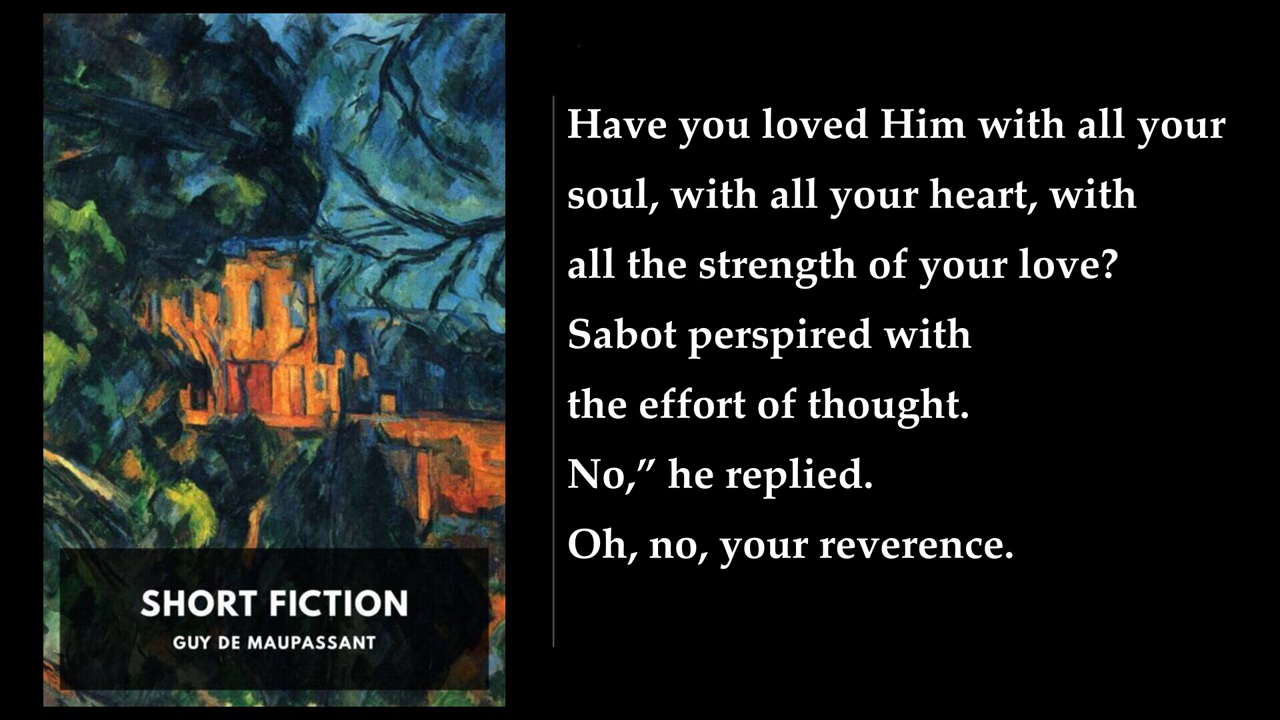 SHORT FICTION
GUY DE MAUPASSANT
Have you loved Him with all your
soul, with all your heart, with
all the strength of your love?
Sabot perspired with
the effort of thought.
No,” he replied.
Oh, no, your reverence.